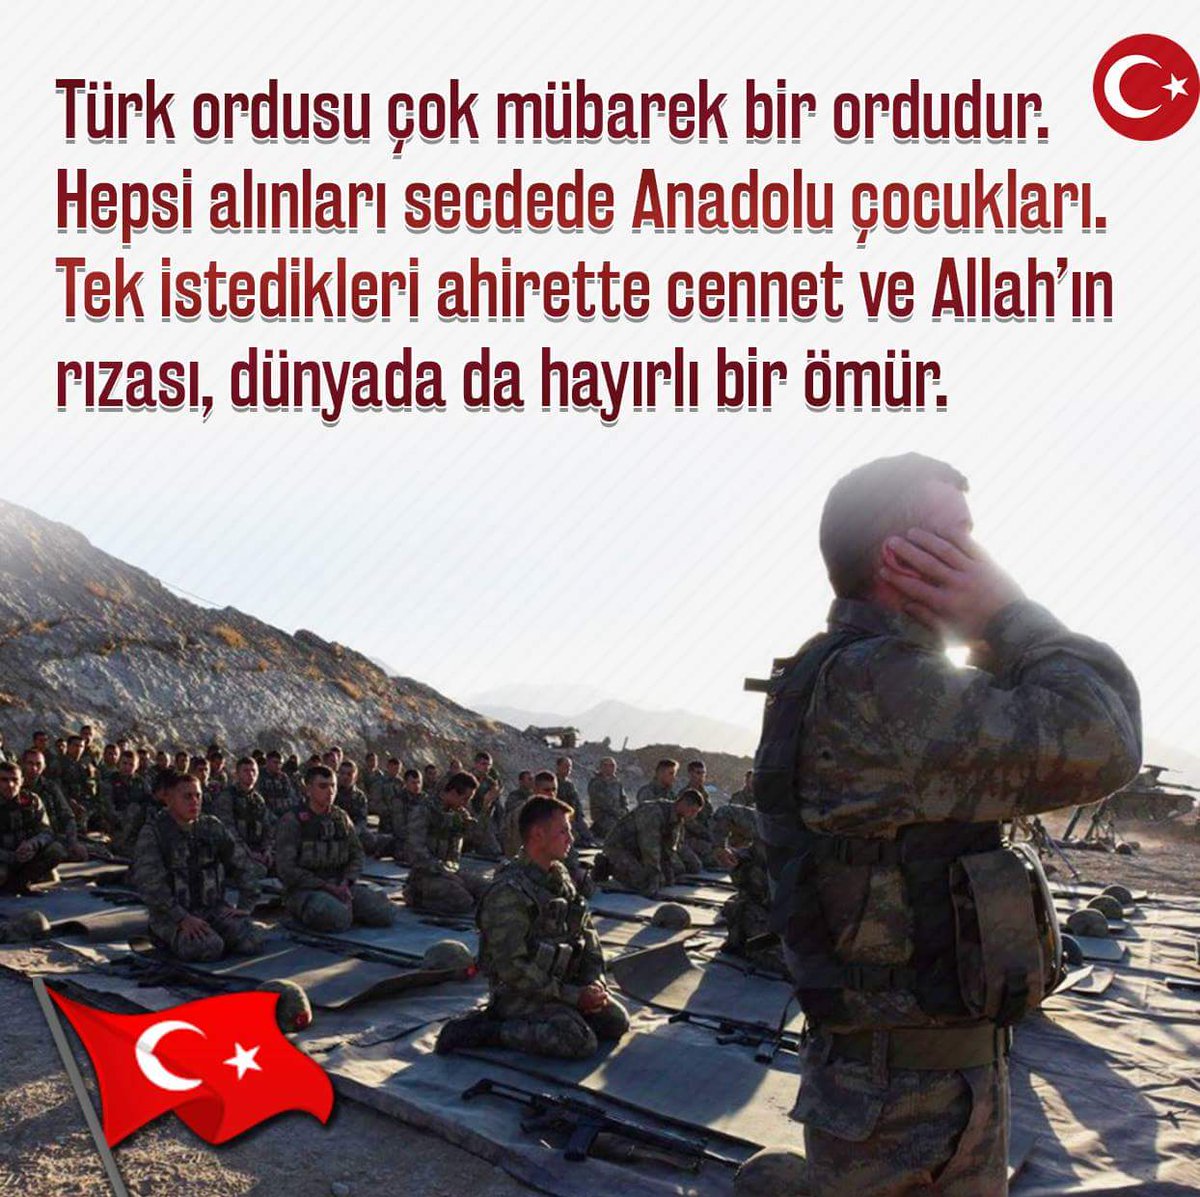 Türk ordusu çok mübarek bir ordudur.
Hepsi alınları secdede Anadolu çocukları.
Tek istedikleri ahirette cennet ve Allah’ın
rızası, dünyada da hayırlı bir ömür.